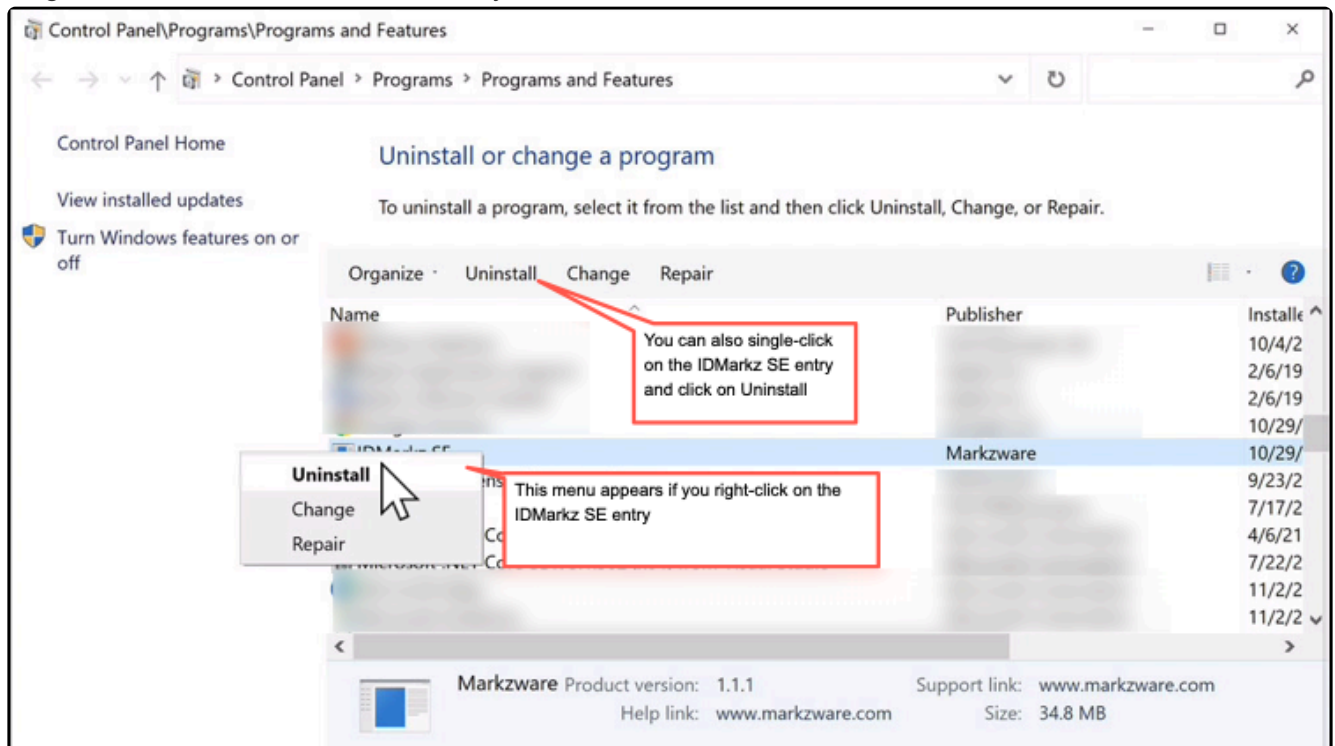 Control Panel\Programs\Programs and Features
Control Panel > Programs > Programs and Features
Control Panel Home
View installed updates
Turn Windows features on or
off
Uninstall or change a program
To uninstall a program, select it from the list and then click Uninstall, Change, or Repair.
Organize Uninstall Change Repair
Name Publisher Installe
You can also single-click
on the IDMarkz SE entry
and click on Uninstall
10/4/2
2/6/19
2/6/19
10/29/
IDMarkz SE Markzware 10/29/
Uninstall
Change
Repair
This menu appears if you right-click on the
IDMarkz SE entry
9/23/2
7/17/2
4/6/21
7/22/2
11/2/2
11/2/2
Markzware Product version: 1.1.1 Support link: www.markzware.com
Help link: www.markzware.com Size: 34.8 MB